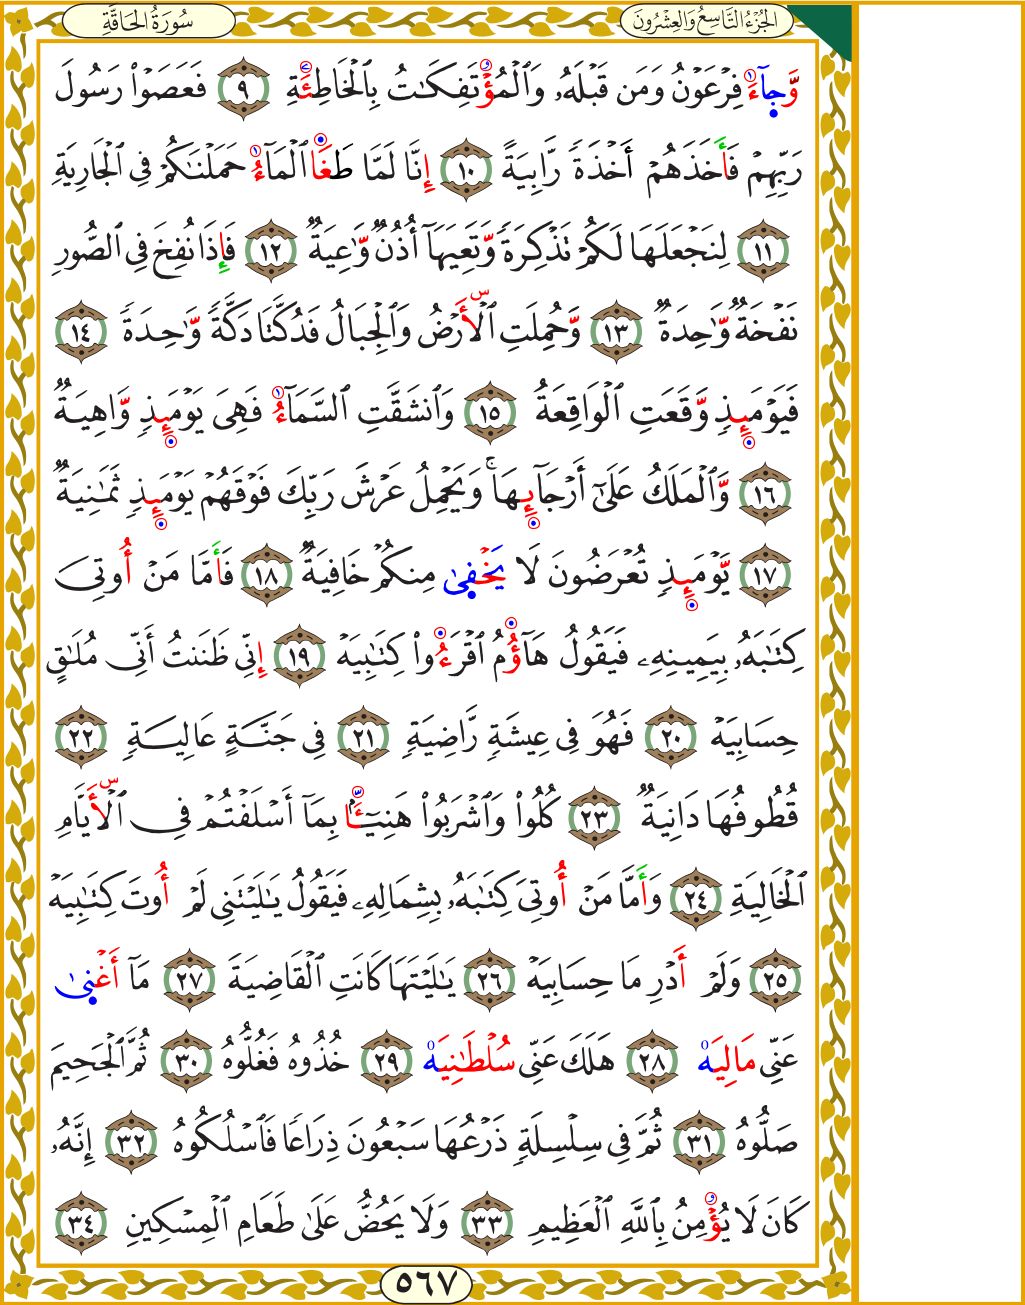 سُورَةُ الحَاقَّةِ
الجُزْءُ التَّاسِعُ وَالعِشْرُونَ
وَّجَآءَ فِرْعَوْنُ وَمَن قَبْلَهُۥ وَٱلْمُؤْتَفِكَٰتُ بِٱلْخَاطِئَةِ ٩ فَعَصَوْا۟ رَسُولَ
رَبِّهِمْ فَأَخَذَهُمْ أَخْذَةً رَّابِيَةً ١٠ إِنَّا لَمَّا طَغَا ٱلْمَآءُ حَمَلْنَٰكُمْ فِى ٱلْجَارِيَةِ
١١ لِنَجْعَلَهَا لَكُمْ تَذْكِرَةً وَّتَعِيَهَآ أُذُنٌ وَّٰعِيَةٌ ١٢ فَإِذَا نُفِخَ فِى ٱلصُّورِ
نَفْخَةٌ وَّٰحِدَةٌ ١٣ وَّحُمِلَتِ ٱلْأَرْضُ وَٱلْجِبَالُ فَدُكَّتَا دَكَّةً وَّٰحِدَةً ١٤
فَيَوْمَئِذٍ وَّقَعَتِ ٱلْوَاقِعَةُ ١٥ وَٱنشَقَّتِ ٱلسَّمَآءُ فَهِىَ يَوْمَئِذٍ وَّاهِيَةٌ
١٦ وَّٱلْمَلَكُ عَلَىٰٓ أَرْجَآئِهَا ۚ وَيَحْمِلُ عَرْشَ رَبِّكَ فَوْقَهُمْ يَوْمَئِذٍ ثَمَٰنِيَةٌ
١٧ يَّوْمَئِذٍ تُعْرَضُونَ لَا يَخْفىٰ مِنكُمْ خَافِيَةٌ ١٨ فَأَمَّا مَنْ أُوتِىَ
كِتَٰبَهُۥ بِيَمِينِهِۦ فَيَقُولُ هَآؤُمُ ٱقْرَءُوا۟ كِتَٰبِيَهْ ١٩ إِنِّى ظَنَنتُ أَنِّى مُلَٰقٍ
حِسَابِيَهْ ٢٠ فَهُوَ فِى عِيشَةٍ رَّاضِيَةٍ ٢١ فِى جَنَّةٍ عَالِيَةٍ ٢٢
قُطُوفُهَا دَانِيَةٌ ٢٣ كُلُوا۟ وَٱشْرَبُوا۟ هَنِيٓـًٔا بِمَآ أَسْلَفْتُمْ فِى ٱلْأَيَّامِ
ٱلْخَالِيَةِ ٢٤ وَأَمَّا مَنْ أُوتِىَ كِتَٰبَهُۥ بِشِمَالِهِۦ فَيَقُولُ يَٰلَيْتَنِى لَمْ أُوتَ كِتَٰبِيَهْ
٢٥ وَلَمْ أَدْرِ مَا حِسَابِيَهْ ٢٦ يَٰلَيْتَهَا كَانَتِ ٱلْقَاضِيَةَ ٢٧ مَآ أَغْنىٰ
عَنِّى مَالِيَهْ ٢٨ هَلَكَ عَنِّى سُلْطَٰنِيَهْ ٢٩ خُذُوهُ فَغُلُّوهُ ٣٠ ثُمَّ ٱلْجَحِيمَ
صَلُّوهُ ٣١ ثُمَّ فِى سِلْسِلَةٍ ذَرْعُهَا سَبْعُونَ ذِرَاعًا فَٱسْلُكُوهُ ٣٢ إِنَّهُۥ
كَانَ لَا يُؤْمِنُ بِٱللَّهِ ٱلْعَظِيمِ ٣٣ وَلَا يَحُضُّ عَلَىٰ طَعَامِ ٱلْمِسْكِينِ ٣٤
٥٦٧